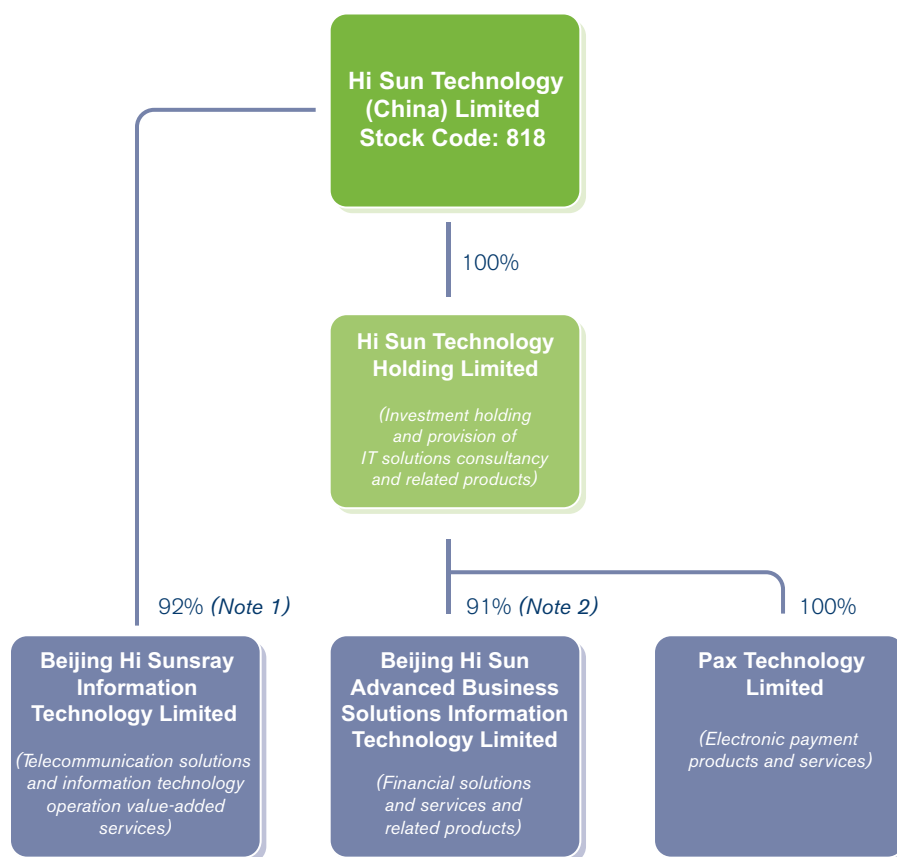 Hi Sun Technology
(China) Limited
Stock Code: 818
100%
Hi Sun Technology
Holding Limited
(Investment holding
and provision of
IT solutions consultancy
and related products)
92% (Note 1)
91% (Note 2)
100%
Beijing Hi Sunsray
Information
Technology Limited
(Telecommunication solutions
and information technology
operation value-added
services)
Beijing Hi Sun
Advanced Business
Solutions Information
Technology Limited
(Financial solutions
and services and
related products)
Pax Technology
Limited
(Electronic payment
products and services)